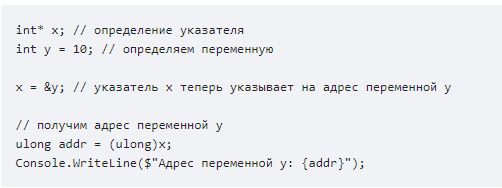 int* x; // определение указателя
int y = 10; // определяем переменную
x = &y; // указатель x теперь указывает на адрес переменной y
// получим адрес переменной y
ulong addr = (ulong)x;
Console.WriteLine($"Адрес переменной y: {addr}");